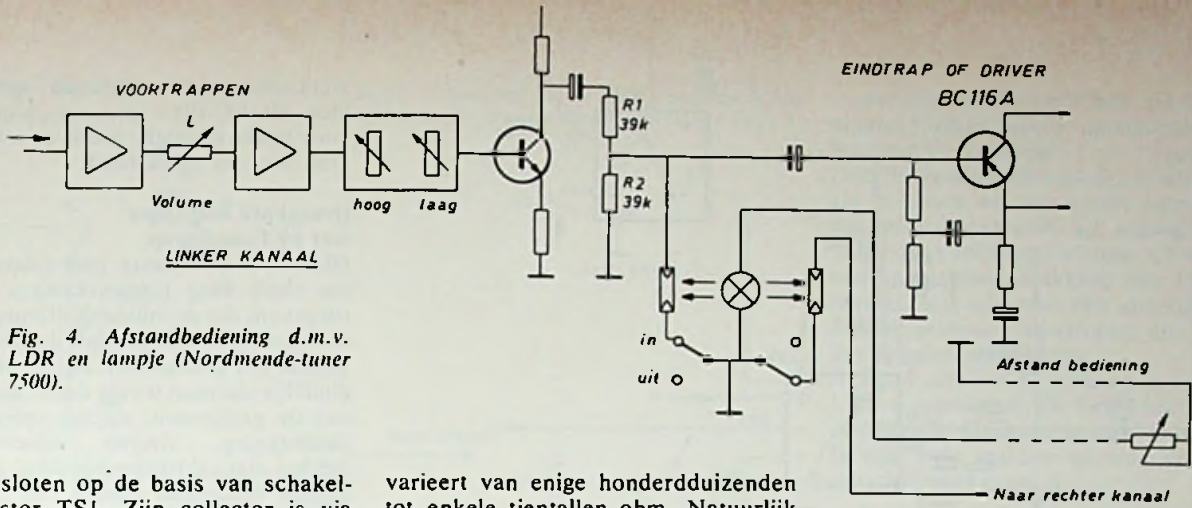 VOORTRAPPEN
L
Volume
hoog laag
LINKER KANAAL
R1
39k
R2
39k
EINDTRAP OF DRIVER
BC116A
in
uit
Afstand bediening
Naar rechter kanaal
Fig. 4. Afstandbediening d.m.v.
LDR en lampje (Nordmende-tuner
7500).
sloten op de basis van schakel-
stor TS1. Zijn collector is via
varieert van enige honderdduizenden
tot enkele tientallen ohm. Natuurlijk